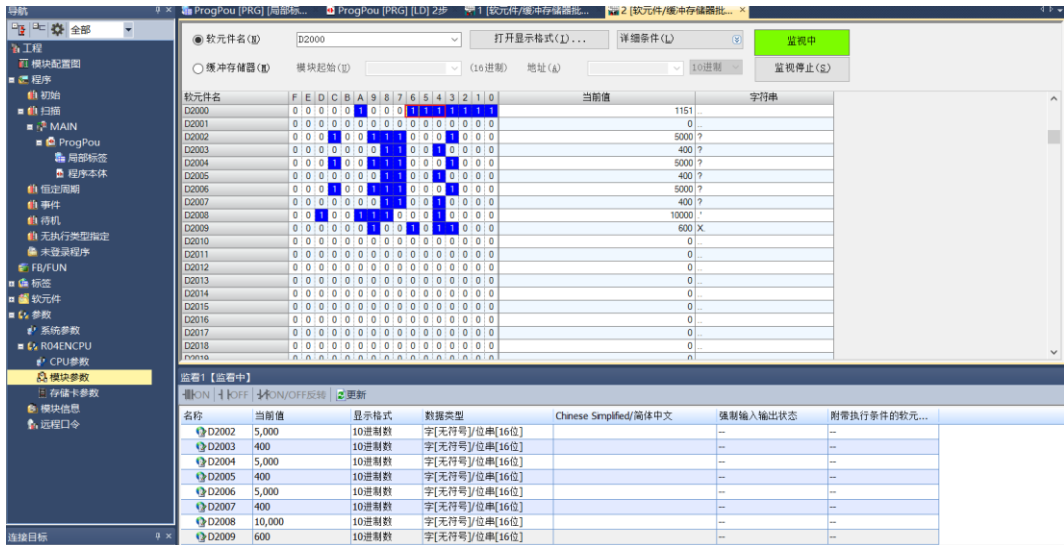 导航
全部
工程
模块配置图
程序
初始
扫描
MAIN
ProgPou
局部标签
程序本体
恒定周期
事件
待机
无执行类型指定
未登录程序
FB/FUN
标签
软元件
参数
系统参数
R04ENCPU
CPU参数
模块参数
存储卡参数
模块信息
远程口令
连接目标
ProgPou [PRG] [局部标... ProgPou [PRG] [LD] 2步 1 [软元件/缓冲存储器批... 2 [软元件/缓冲存储器批... ×
软元件名(N) D2000 打开显示格式(I)... 详细条件(L) 监视中
缓冲存储器(M) 模块起始(U) (16进制) 地址(A) 10进制 监视停止(S)
软元件名 F E D C B A 9 8 7 6 5 4 3 2 1 0 当前值 字符串
D2000 0 0 0 0 0 1 0 0 0 1 1 1 1 1 1 1 1151 ..
D2001 0 0 0 0 0 0 0 0 0 0 0 0 0 0 0 0 0 ..
D2002 0 0 0 1 0 0 1 1 1 0 0 0 1 0 0 0 5000 ?
D2003 0 0 0 0 0 0 0 1 1 0 0 1 0 0 0 0 400 ?
D2004 0 0 0 1 0 0 1 1 1 0 0 0 1 0 0 0 5000 ?
D2005 0 0 0 0 0 0 0 1 1 0 0 1 0 0 0 0 400 ?
D2006 0 0 0 1 0 0 1 1 1 0 0 0 1 0 0 0 5000 ?
D2007 0 0 0 0 0 0 0 1 1 0 0 1 0 0 0 0 400 ?
D2008 0 0 1 0 0 1 1 1 0 0 0 1 0 0 0 0 10000 .'
D2009 0 0 0 0 0 0 1 0 0 1 0 1 1 0 0 0 600 X.
D2010 0 0 0 0 0 0 0 0 0 0 0 0 0 0 0 0 0 ..
D2011 0 0 0 0 0 0 0 0 0 0 0 0 0 0 0 0 0 ..
D2012 0 0 0 0 0 0 0 0 0 0 0 0 0 0 0 0 0 ..
D2013 0 0 0 0 0 0 0 0 0 0 0 0 0 0 0 0 0 ..
D2014 0 0 0 0 0 0 0 0 0 0 0 0 0 0 0 0 0 ..
D2015 0 0 0 0 0 0 0 0 0 0 0 0 0 0 0 0 0 ..
D2016 0 0 0 0 0 0 0 0 0 0 0 0 0 0 0 0 0 ..
D2017 0 0 0 0 0 0 0 0 0 0 0 0 0 0 0 0 0 ..
D2018 0 0 0 0 0 0 0 0 0 0 0 0 0 0 0 0 0 ..
D2019 0 0 0 0 0 0 0 0 0 0 0 0 0 0 0 0 0
监看1【监看中】
ON OFF ON/OFF反转 更新
名称 当前值 显示格式 数据类型 Chinese Simplified/简体中文 强制输入输出状态 附带执行条件的软元...
D2002 5,000 10进制数 字[无符号]/位串[16位] -- --
D2003 400 10进制数 字[无符号]/位串[16位] -- --
D2004 5,000 10进制数 字[无符号]/位串[16位] -- --
D2005 400 10进制数 字[无符号]/位串[16位] -- --
D2006 5,000 10进制数 字[无符号]/位串[16位] -- --
D2007 400 10进制数 字[无符号]/位串[16位] -- --
D2008 10,000 10进制数 字[无符号]/位串[16位] -- --
D2009 600 10进制数 字[无符号]/位串[16位] -- --